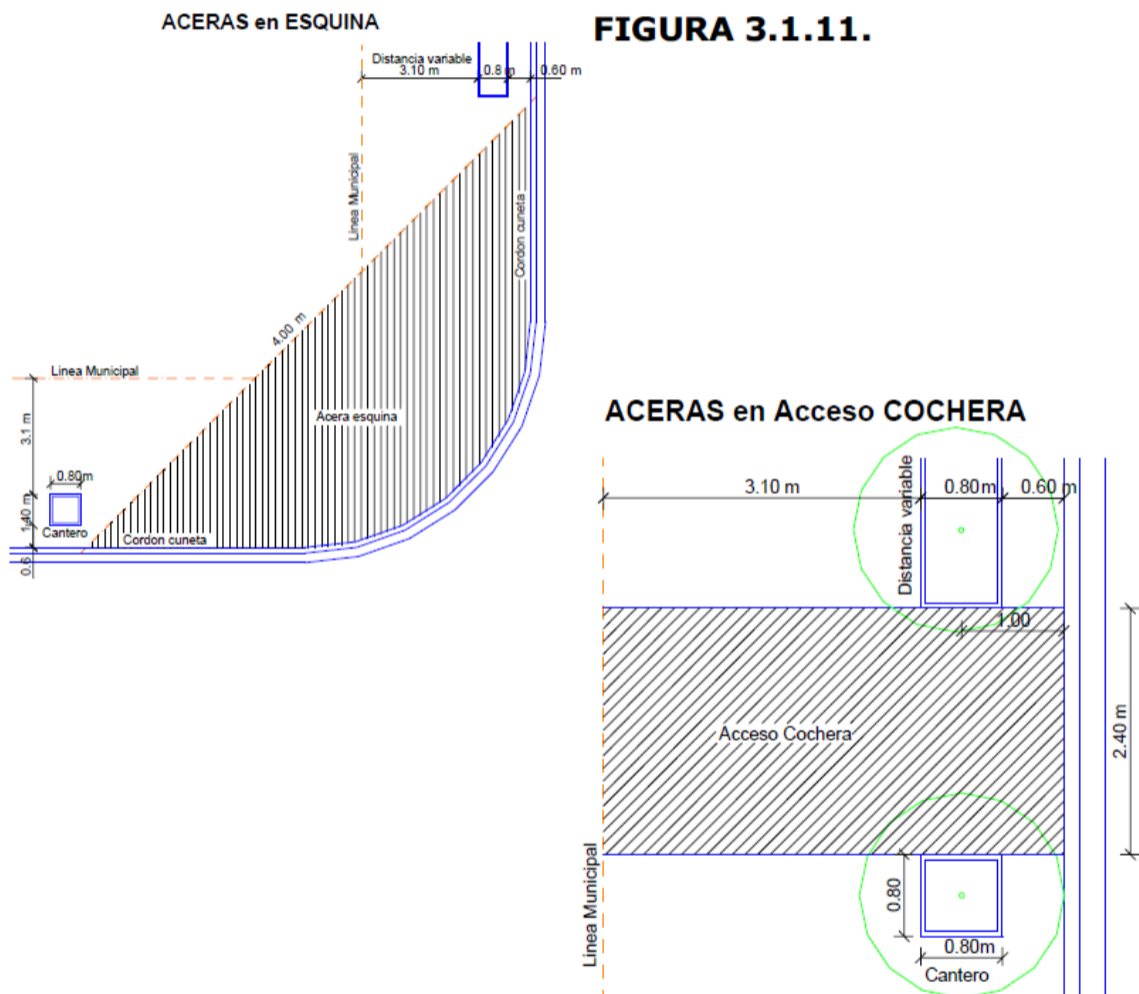 ACERAS en ESQUINA
FIGURA 3.1.11.
Distancia variable
3.10 m
0.8 m
0.60 m
Linea Municipal
Cordon cuneta
4.00 m
Linea Municipal
Acera esquina
3.1 m
0.80m
1.40 m
Cantero
Cordon cuneta
0.6
ACERAS en Acceso COCHERA
Distancia variable
3.10 m
0.80m
0.60 m
1.00
Acceso Cochera
2.40 m
Linea Municipal
0.80
0.80m
Cantero